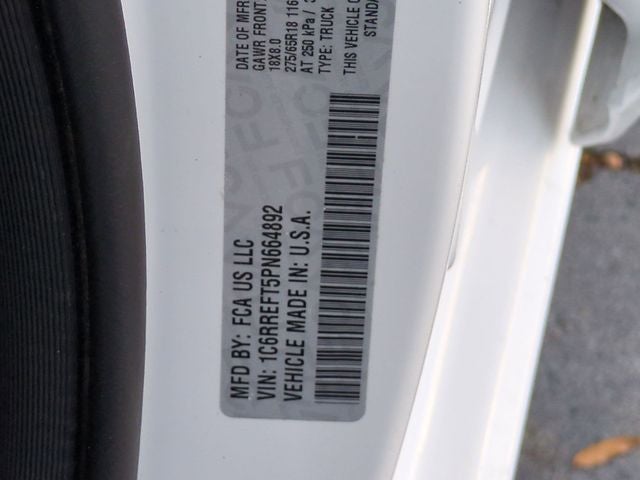 MFD BY: FCA US LLC
VIN: 1C6RREFT5PN664892
VEHICLE MADE IN: U.S.A.
DATE OF MFR
GAWR FRONT
18X8.0
275/65R18 116
AT 250 kPa /
TYPE: TRUCK
THIS VEHICLE
STANDA